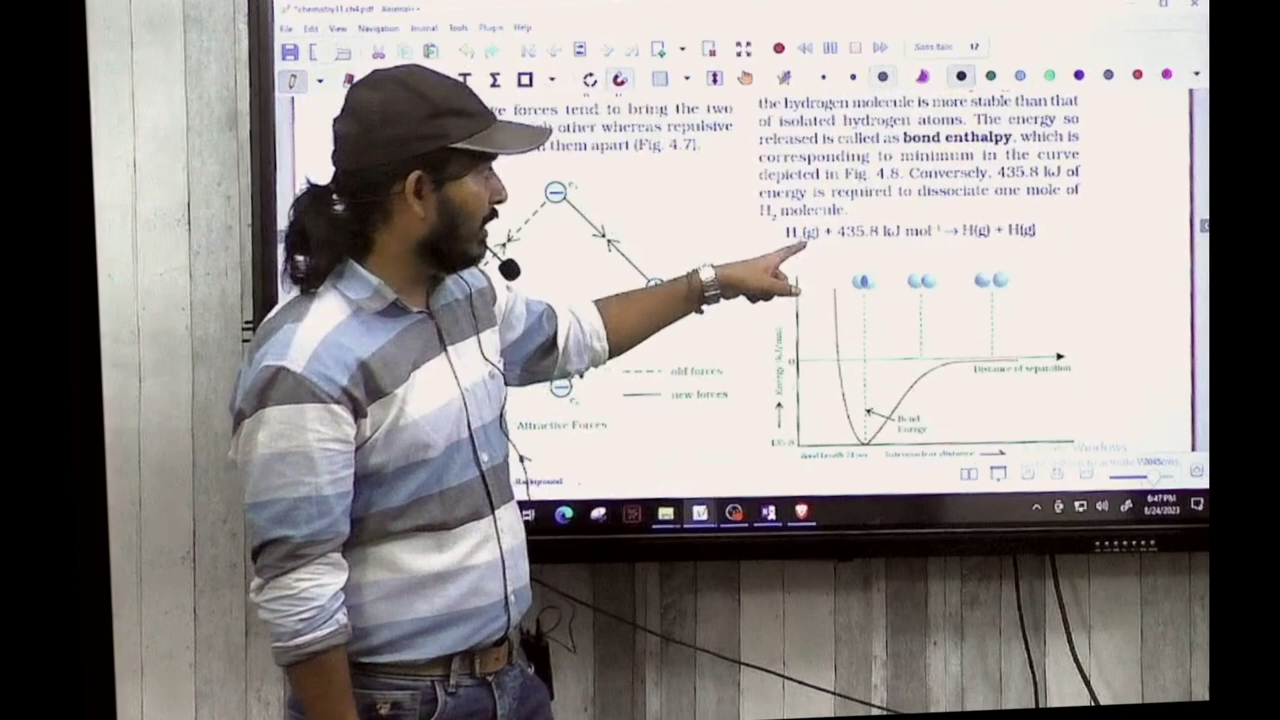 *chemistry11.ch4.pdf - Xournal++
File Edit View Navigation Journal Tools Plugin Help
Sans Italic 12
forces tend to bring the two
other whereas repulsive
them apart (Fig. 4.7).
old forces
new forces
Attractive Forces
Background
the hydrogen molecule is more stable than that
of isolated hydrogen atoms. The energy so
released is called as bond enthalpy, which is
corresponding to minimum in the curve
depicted in Fig. 4.8. Conversely, 435.8 kJ of
energy is required to dissociate one mole of
H₂ molecule.
H (g) + 435.8 kJ mol⁻¹ → H(g) + H(g)
Energy (kJ/mol)
0
Distance of separation
Bond
Energy
Internuclear distance
6:47 PM
8/24/2023